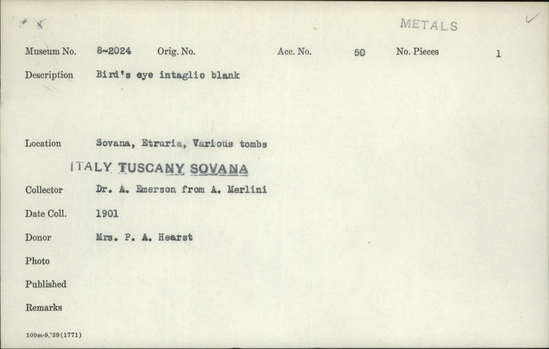 METALS
Museum No. 8-2024 Orig. No. Acc. No. 50 No. Pieces 1
Description Bird's eye intaglio blank
Location Sovana, Etruria, Various tombs
ITALY TUSCANY SOVANA
Collector Dr. A. Emerson from A. Merlini
Date Coll. 1901
Donor Mrs. P. A. Hearst
Photo
Published
Remarks
100m-9,'39(1771)